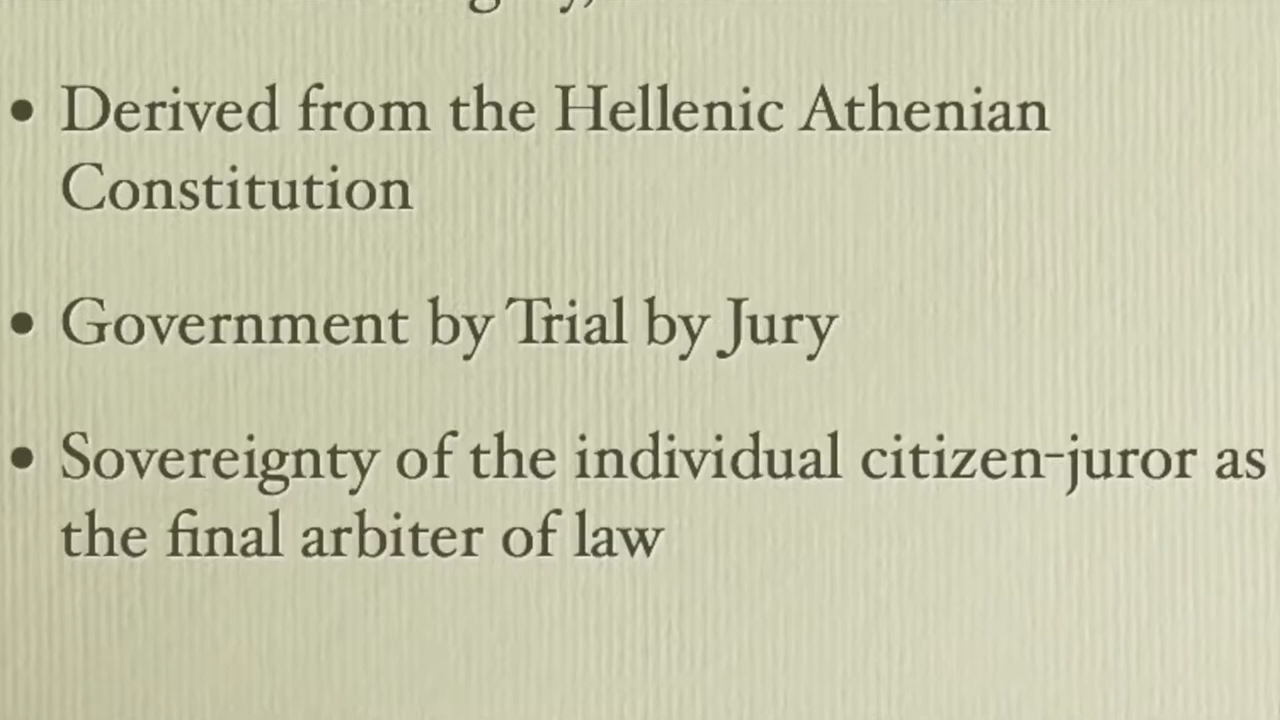 • Derived from the Hellenic Athenian
Constitution
• Government by Trial by Jury
• Sovereignty of the individual citizen-juror as
the final arbiter of law